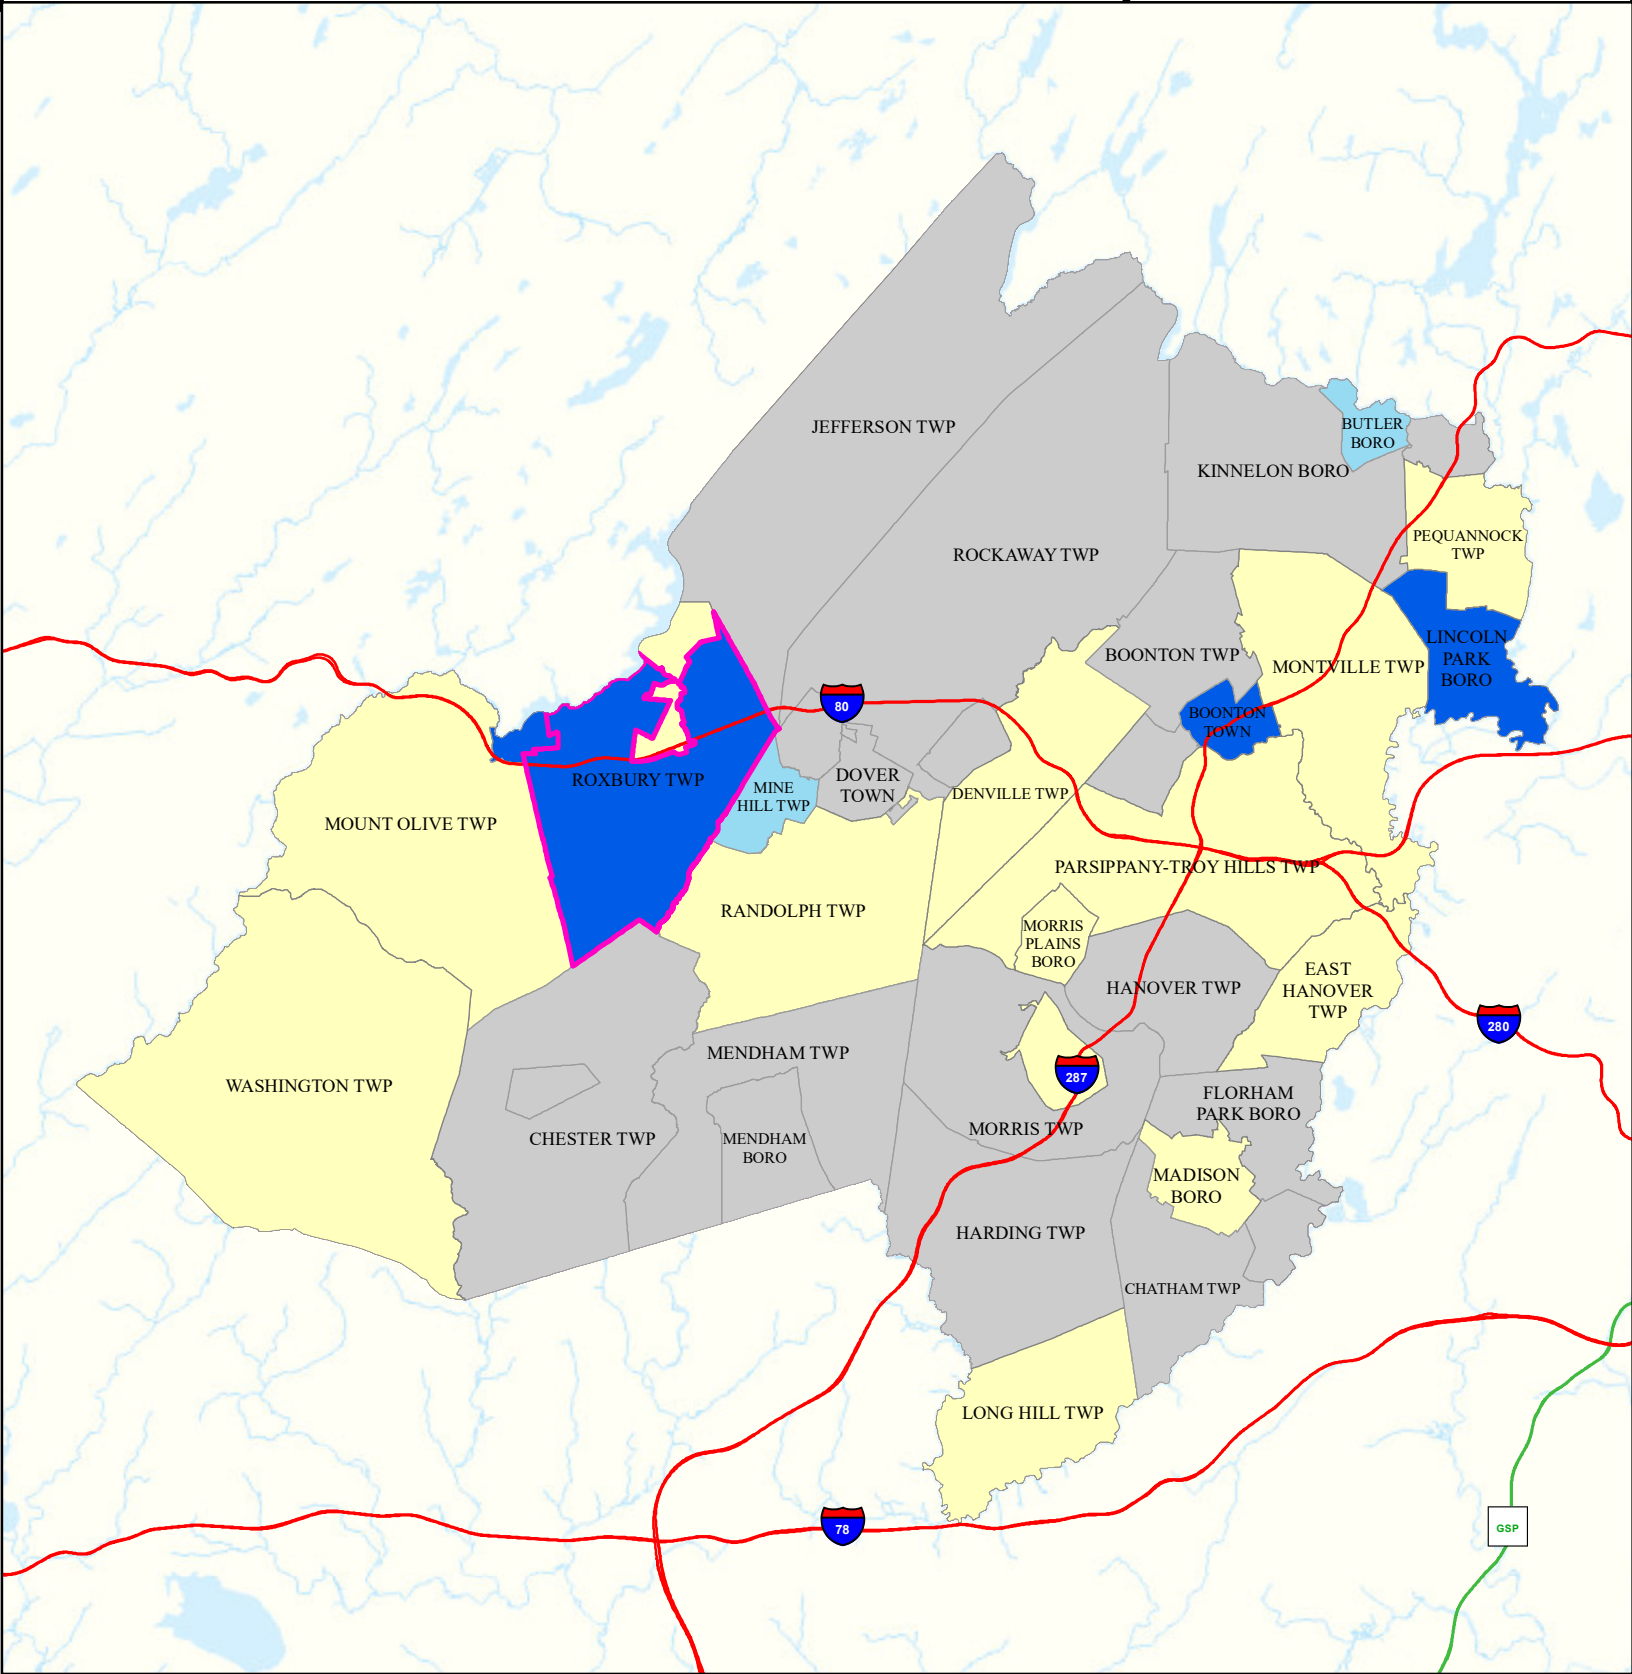 JEFFERSON TWP
BUTLER
BORO
KINNELON BORO
PEQUANNOCK
TWP
ROCKAWAY TWP
LINCOLN
PARK
BORO
BOONTON TWP
MONTVILLE TWP
80
BOONTON
TOWN
ROXBURY TWP
DOVER
TOWN
MINE
HILL TWP
DENVILLE TWP
MOUNT OLIVE TWP
PARSIPPANY-TROY HILLS TWP
RANDOLPH TWP
MORRIS
PLAINS
BORO
EAST
HANOVER
TWP
HANOVER TWP
280
MENDHAM TWP
287
WASHINGTON TWP
FLORHAM
PARK BORO
CHESTER TWP
MENDHAM
BORO
MORRIS TWP
MADISON
BORO
HARDING TWP
CHATHAM TWP
LONG HILL TWP
78
GSP